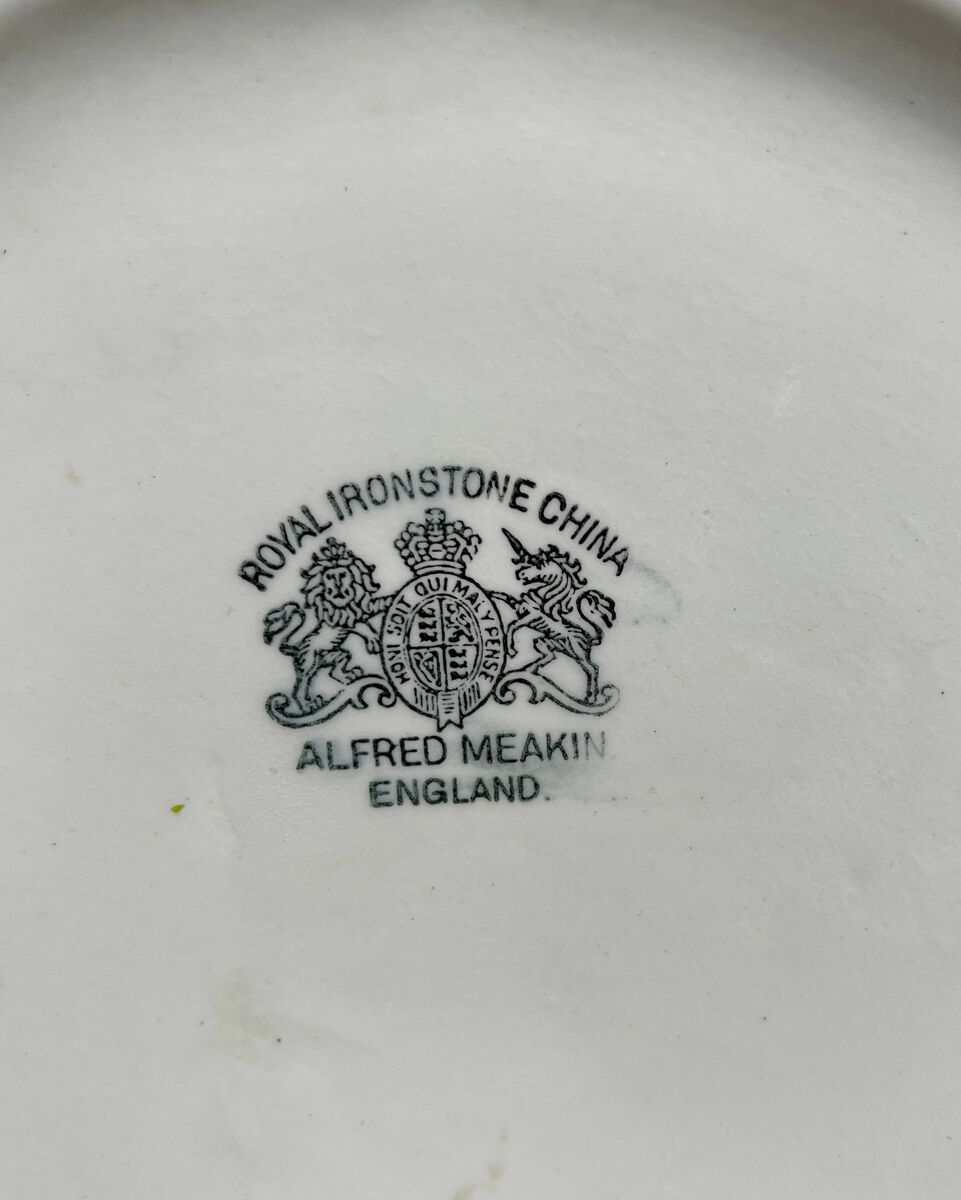 ROYAL IRONSTONE CHINA
HONI SOIT QUI MAL Y PENSE
ALFRED MEAKIN
ENGLAND.